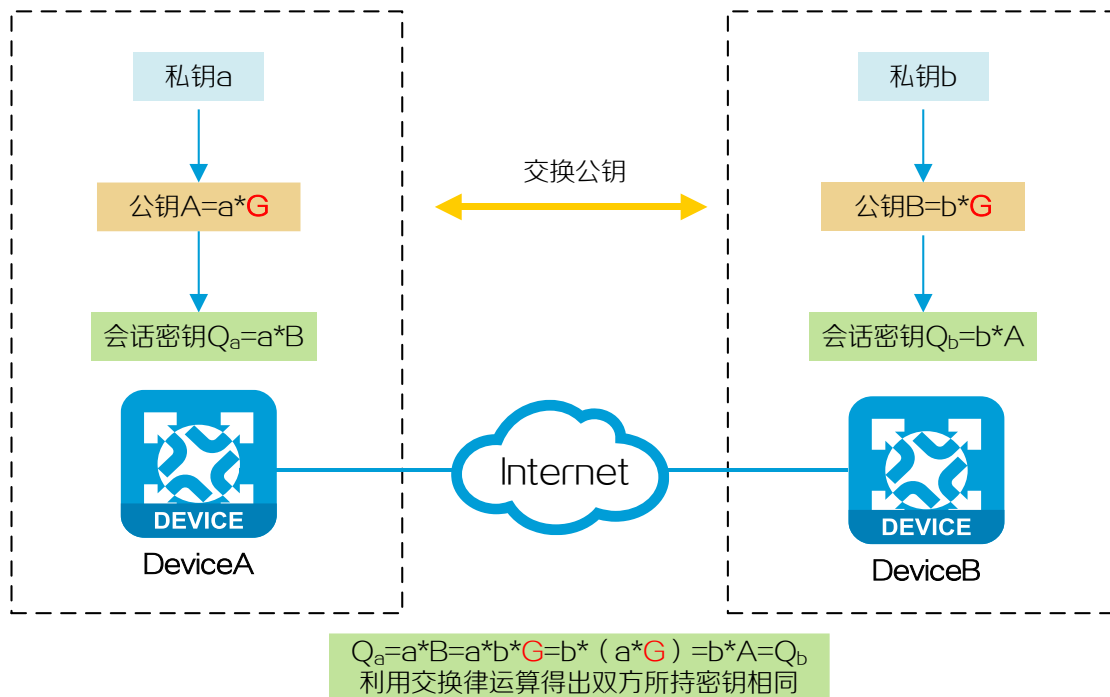 私钥a
私钥b
交换公钥
公钥A=a*G
公钥B=b*G
会话密钥Qa=a*B
会话密钥Qb=b*A
Internet
DEVICE
DEVICE
DeviceA
DeviceB
Qa=a*B=a*b*G=b*（a*G）=b*A=Qb
利用交换律运算得出双方所持密钥相同